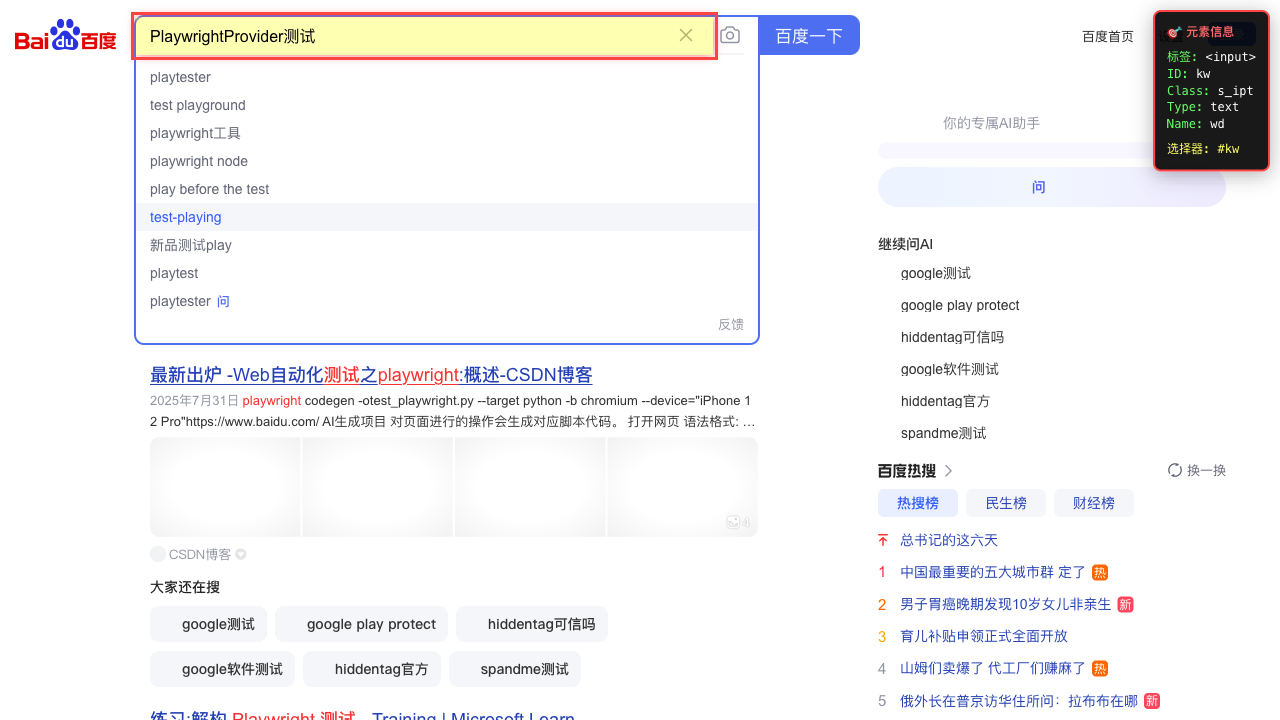 Bai du 百度
PlaywrightProvider测试
百度一下
百度首页
playtester
test playground
playwright工具
playwright node
play before the test
test-playing
新品测试play
playtest
playtester 问
反馈
最新出炉 -Web自动化测试之playwright:概述-CSDN博客
2025年7月31日 playwright codegen -otest_playwright.py --target python -b chromium --device="iPhone 1
2 Pro"https://www.baidu.com/ AI生成项目 对页面进行的操作会生成对应脚本代码。 打开网页 语法格式: …
4
CSDN博客
大家还在搜
google测试
google play protect
hiddentag可信吗
google软件测试
hiddentag官方
spandme测试
练习:解构 Playwright 测试 - Training | Microsoft Learn
你的专属AI助手
问
继续问AI
google测试
google play protect
hiddentag可信吗
google软件测试
hiddentag官方
spandme测试
百度热搜
换一换
热搜榜
民生榜
财经榜
总书记的这六天
1 中国最重要的五大城市群 定了 热
2 男子胃癌晚期发现10岁女儿非亲生 新
3 育儿补贴申领正式全面开放
4 山姆们卖爆了 代工厂们赚麻了 热
5 俄外长在普京访华住所问：拉布布在哪 新
🎯 元素信息
标签: <input>
ID: kw
Class: s_ipt
Type: text
Name: wd
选择器: #kw